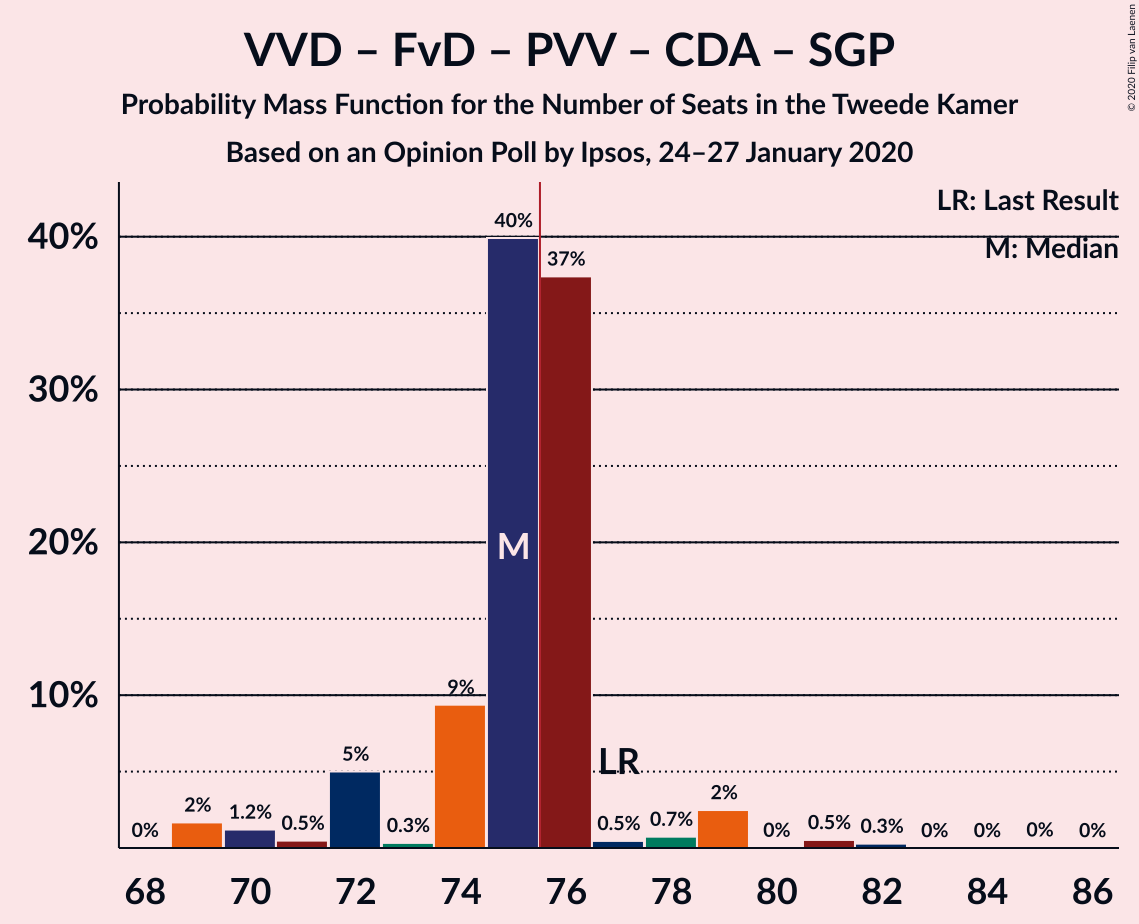 VVD – FvD – PVV – CDA – SGP
Probability Mass Function for the Number of Seats in the Tweede Kamer
Based on an Opinion Poll by Ipsos, 24–27 January 2020
© 2020 Filip van Laenen
LR: Last Result
M: Median
40%
30%
20%
10%
0%
2%
1.2%
0.5%
5%
0.3%
9%
40%
37%
0.5%
0.7%
2%
0%
0.5%
0.3%
0%
0%
0%
0%
M
LR
68 70 72 74 76 78 80 82 84 86